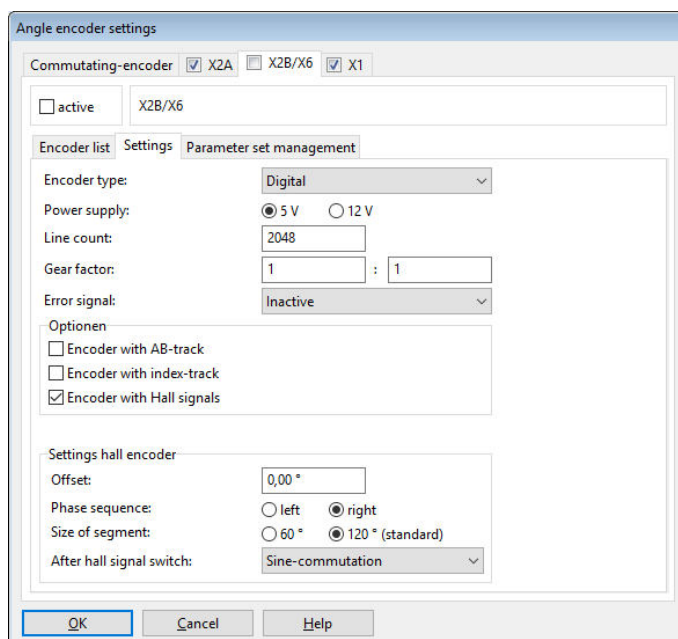 Angle encoder settings
Commutating-encoder X2A X2B/X6 X1
active X2B/X6
Encoder list Settings Parameter set management
Encoder type: Digital
Power supply: 5 V 12 V
Line count: 2048
Gear factor: 1 : 1
Error signal: Inactive
Optionen
Encoder with AB-track
Encoder with index-track
Encoder with Hall signals
Settings hall encoder
Offset: 0,00 °
Phase sequence: left right
Size of segment: 60 ° 120 ° (standard)
After hall signal switch: Sine-commutation
OK Cancel Help